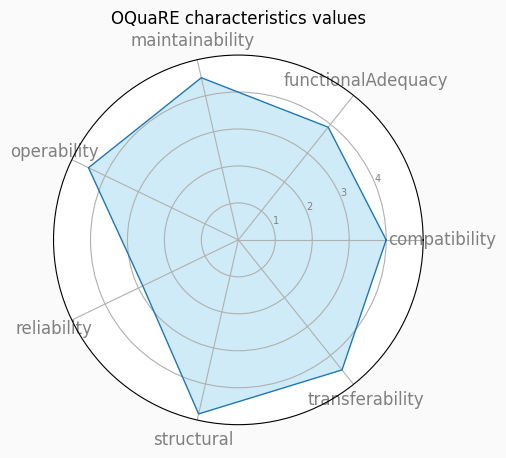 OQuaRE characteristics values
maintainability
functionalAdequacy
operability
4
3
2
1
compatibility
reliability
transferability
structural